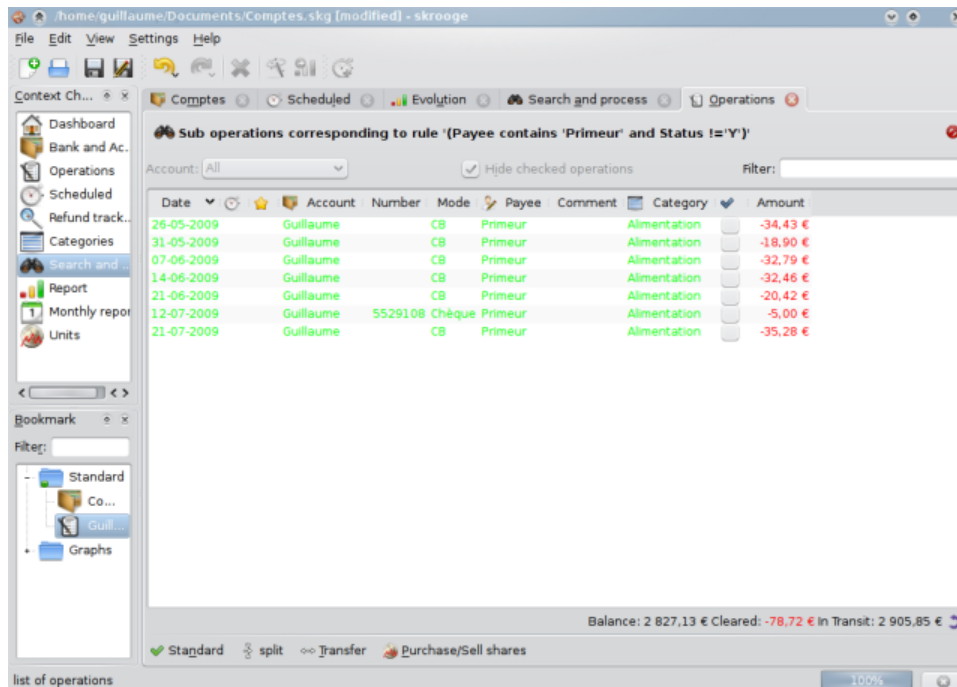 /home/guillaume/Documents/Comptes.skg [modified] - skrooge
File Edit View Settings Help
Context Ch...
Dashboard
Bank and Ac.
Operations
Scheduled
Refund track..
Categories
Search and ..
Report
Monthly repor
Units
Bookmark
Filter:
Standard
Co...
Guill...
Graphs
Comptes Scheduled Evolution Search and process Operations
Sub operations corresponding to rule '(Payee contains 'Primeur' and Status !='Y')'
Account: All Hide checked operations Filter:
Date Account Number Mode Payee Comment Category Amount
26-05-2009 Guillaume CB Primeur Alimentation -34,43 €
31-05-2009 Guillaume CB Primeur Alimentation -18,90 €
07-06-2009 Guillaume CB Primeur Alimentation -32,79 €
14-06-2009 Guillaume CB Primeur Alimentation -32,46 €
21-06-2009 Guillaume CB Primeur Alimentation -20,42 €
12-07-2009 Guillaume 5529108 Chèque Primeur Alimentation -5,00 €
21-07-2009 Guillaume CB Primeur Alimentation -35,28 €
Balance: 2 827,13 € Cleared: -78,72 € In Transit: 2 905,85 €
Standard split Transfer Purchase/Sell shares
list of operations 100%